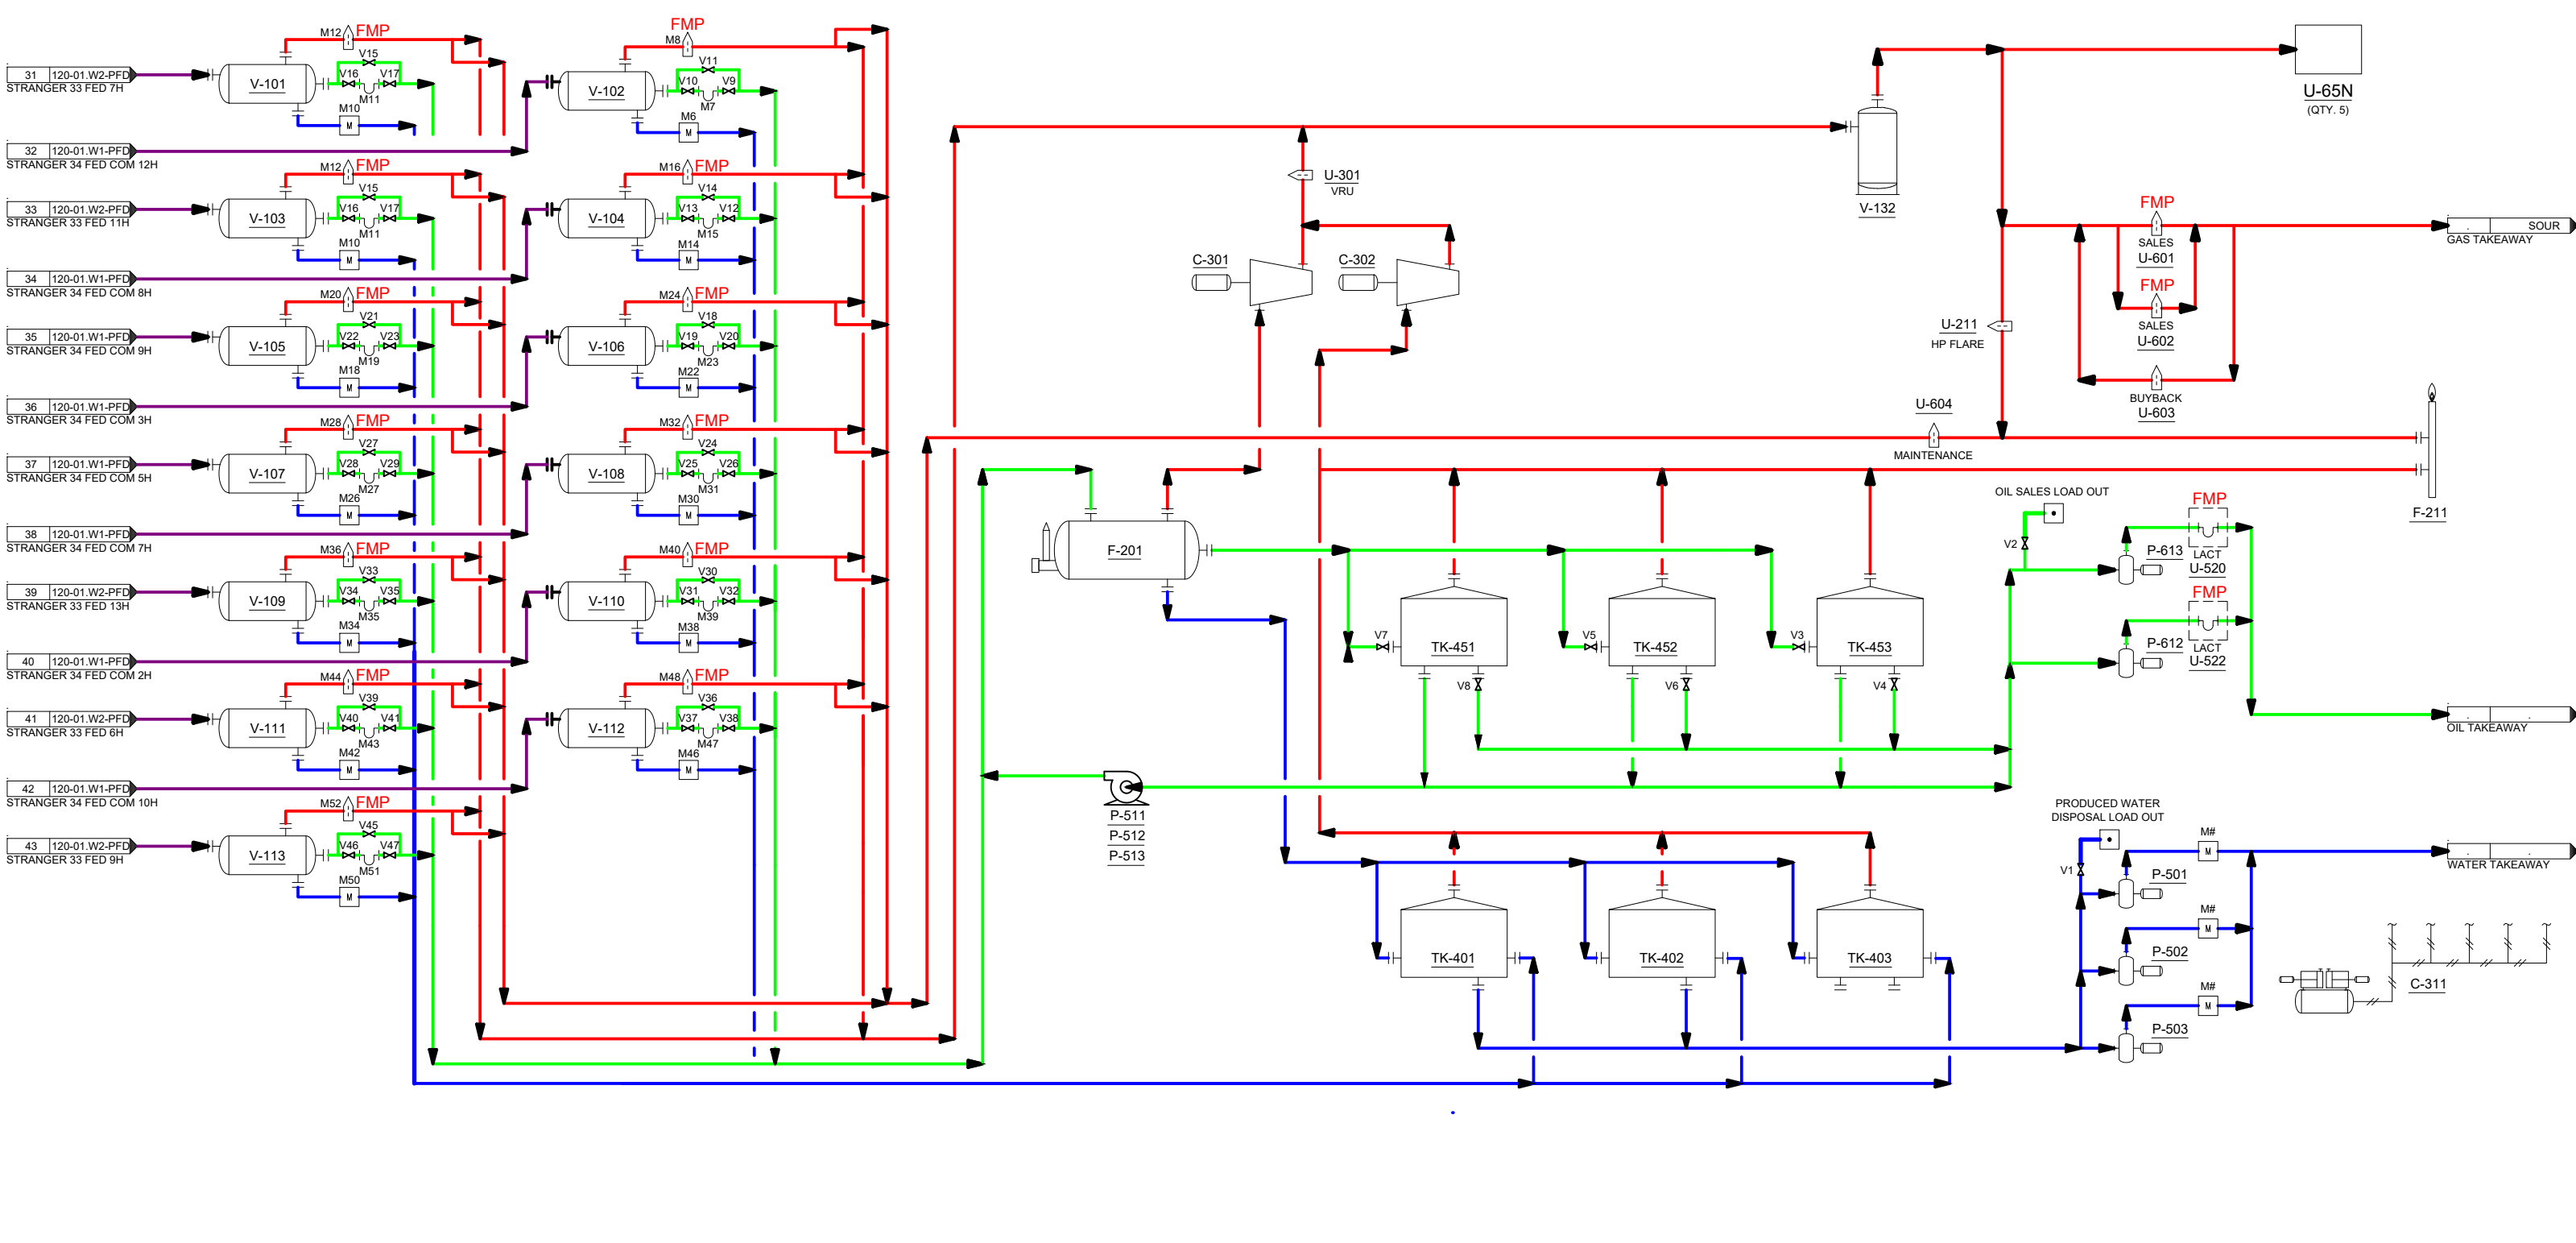 31 120-01.W2-PFD
STRANGER 33 FED 7H
V-101
M12 FMP
V15
V16 V17
M11
M10
M
32 120-01.W1-PFD
STRANGER 34 FED COM 12H
V-102
FMP
M8
V11
V10 V9
M7
M6
M
33 120-01.W2-PFD
STRANGER 33 FED 11H
V-103
M12 FMP
V15
V16 V17
M11
M10
M
34 120-01.W1-PFD
STRANGER 34 FED COM 8H
V-104
M16 FMP
V14
V13 V12
M15
M14
M
35 120-01.W1-PFD
STRANGER 34 FED COM 9H
V-105
M20 FMP
V21
V22 V23
M19
M18
M
36 120-01.W1-PFD
STRANGER 34 FED COM 3H
V-106
M24 FMP
V18
V19 V20
M23
M22
M
37 120-01.W1-PFD
STRANGER 34 FED COM 5H
V-107
M28 FMP
V27
V28 V29
M27
M26
M
38 120-01.W1-PFD
STRANGER 34 FED COM 7H
V-108
M32 FMP
V24
V25 V26
M31
M30
M
39 120-01.W2-PFD
STRANGER 33 FED 13H
V-109
M36 FMP
V33
V34 V35
M35
M34
M
40 120-01.W1-PFD
STRANGER 34 FED COM 2H
V-110
M40 FMP
V30
V31 V32
M39
M38
M
41 120-01.W2-PFD
STRANGER 33 FED 6H
V-111
M44 FMP
V39
V40 V41
M43
M42
M
42 120-01.W1-PFD
STRANGER 34 FED COM 10H
V-112
M48 FMP
V36
V37 V38
M47
M46
M
43 120-01.W2-PFD
STRANGER 33 FED 9H
V-113
M52 FMP
V45
V46 V47
M51
M50
M
U-301
VRU
C-301
C-302
V-132
U-65N
(QTY. 5)
FMP
SALES
U-601
FMP
SALES
U-602
BUYBACK
U-603
SOUR
GAS TAKEAWAY
U-211
HP FLARE
U-604
MAINTENANCE
F-211
F-201
V7
TK-451
V8
V5
TK-452
V6
V3
TK-453
V4
OIL SALES LOAD OUT
V2
P-613
FMP
LACT
U-520
P-612
FMP
LACT
U-522
OIL TAKEAWAY
P-511
P-512
P-513
TK-401
TK-402
TK-403
PRODUCED WATER
DISPOSAL LOAD OUT
V1
M#
M
P-501
M#
M
P-502
M#
M
P-503
WATER TAKEAWAY
C-311